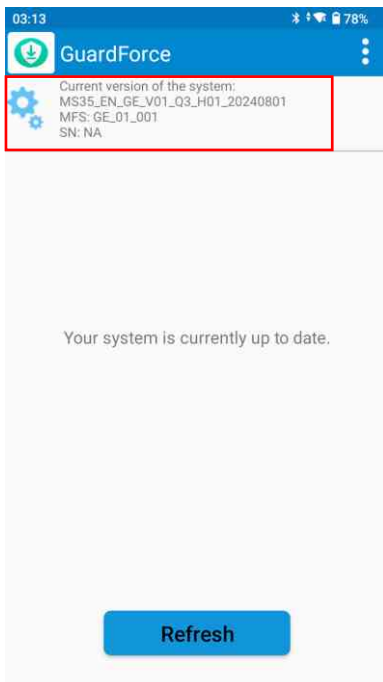 03:13
78%
GuardForce
Current version of the system:
MS35_EN_GE_V01_Q3_H01_20240801
MFS: GE_01_001
SN: NA
Your system is currently up to date.
Refresh